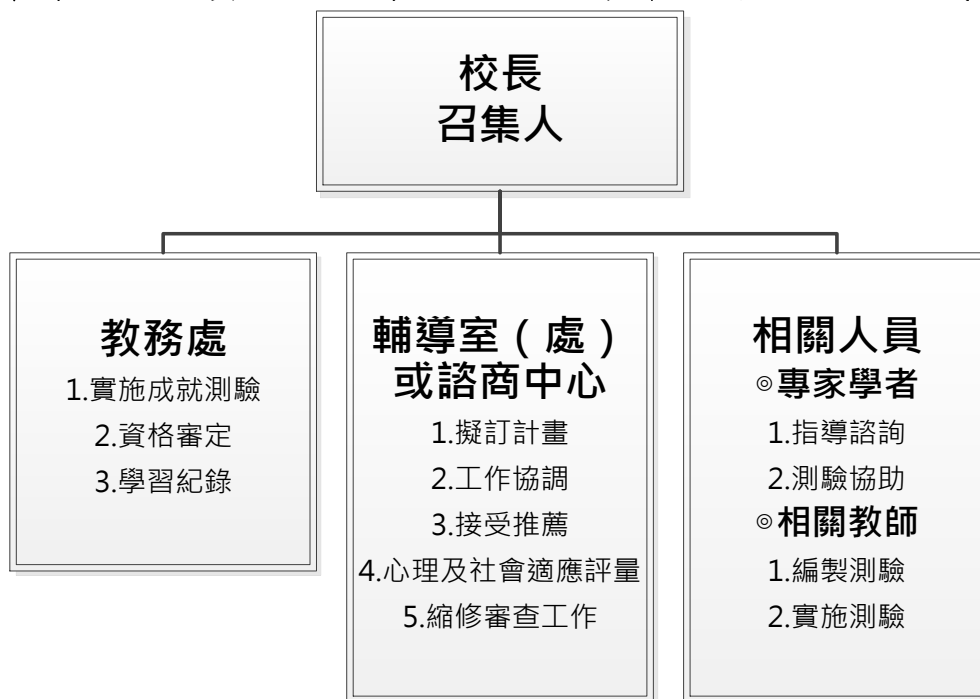 校長
召集人
教務處
1.實施成就測驗
2.資格審定
3.學習紀錄
輔導室（處）
或諮商中心
1.擬訂計畫
2.工作協調
3.接受推薦
4.心理及社會適應評量
5.縮修審查工作
相關人員
◎專家學者
1.指導諮詢
2.測驗協助
◎相關教師
1.編製測驗
2.實施測驗